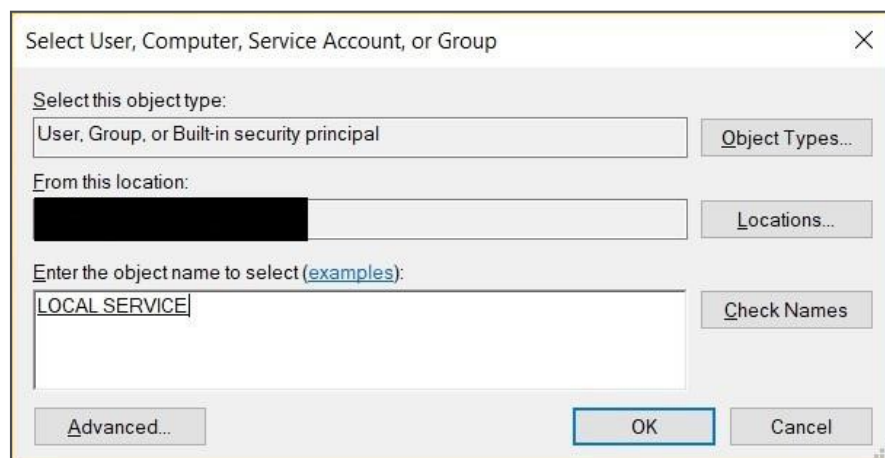 Select User, Computer, Service Account, or Group
Select this object type:
User, Group, or Built-in security principal
Object Types...
From this location:
Locations...
Enter the object name to select (examples):
LOCAL SERVICE
Check Names
Advanced...
OK
Cancel